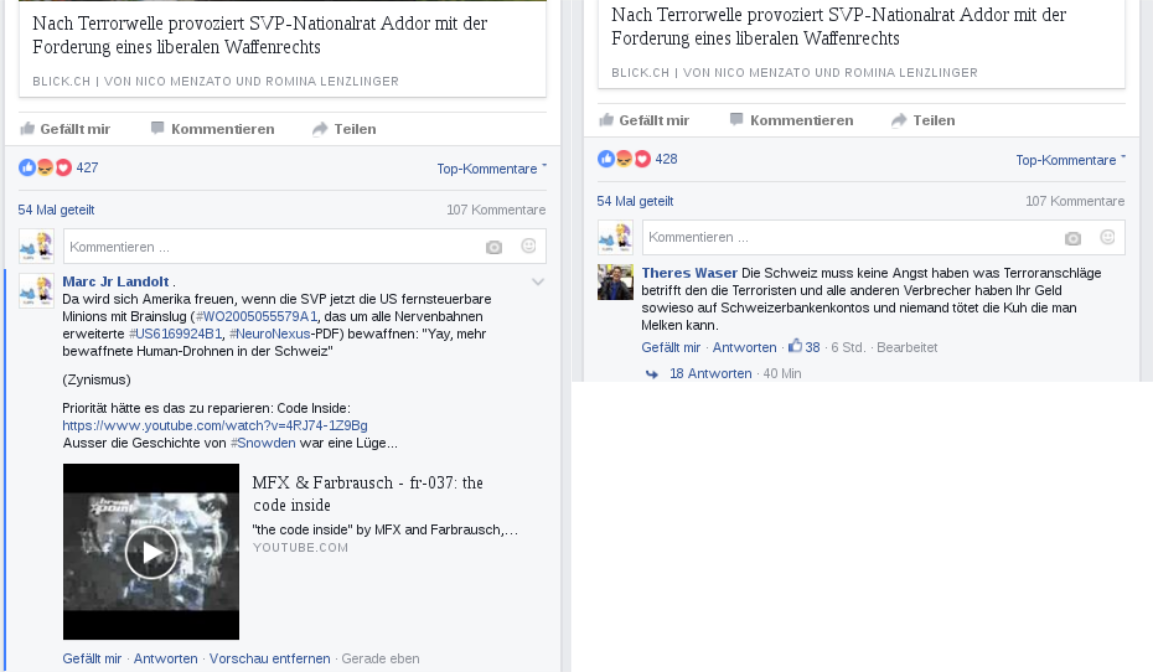 Nach Terrorwelle provoziert SVP-Nationalrat Addor mit der
Forderung eines liberalen Waffenrechts
BLICK.CH | VON NICO MENZATO UND ROMINA LENZLINGER
Gefällt mir Kommentieren Teilen
427 Top-Kommentare
54 Mal geteilt 107 Kommentare
Kommentieren ...
Marc Jr Landolt .
Da wird sich Amerika freuen, wenn die SVP jetzt die US fernsteuerbare
Minions mit Brainslug (#WO2005055579A1, das um alle Nervenbahnen
erweiterte #US6169924B1, #NeuroNexus-PDF) bewaffnen: "Yay, mehr
bewaffnete Human-Drohnen in der Schweiz"
(Zynismus)
Priorität hätte es das zu reparieren: Code Inside:
https://www.youtube.com/watch?v=4RJ74-1Z9Bg
Ausser die Geschichte von #Snowden war eine Lüge...
MFX & Farbrausch - fr-037: the
code inside
"the code inside" by MFX and Farbrausch,...
YOUTUBE.COM
Gefällt mir · Antworten · Vorschau entfernen · Gerade eben
Nach Terrorwelle provoziert SVP-Nationalrat Addor mit der
Forderung eines liberalen Waffenrechts
BLICK.CH | VON NICO MENZATO UND ROMINA LENZLINGER
Gefällt mir Kommentieren Teilen
428 Top-Kommentare
54 Mal geteilt 107 Kommentare
Kommentieren ...
Theres Waser Die Schweiz muss keine Angst haben was Terroranschläge
betrifft den die Terroristen und alle anderen Verbrecher haben Ihr Geld
sowieso auf Schweizerbankenkontos und niemand tötet die Kuh die man
Melken kann.
Gefällt mir · Antworten · 38 · 6 Std. · Bearbeitet
18 Antworten · 40 Min